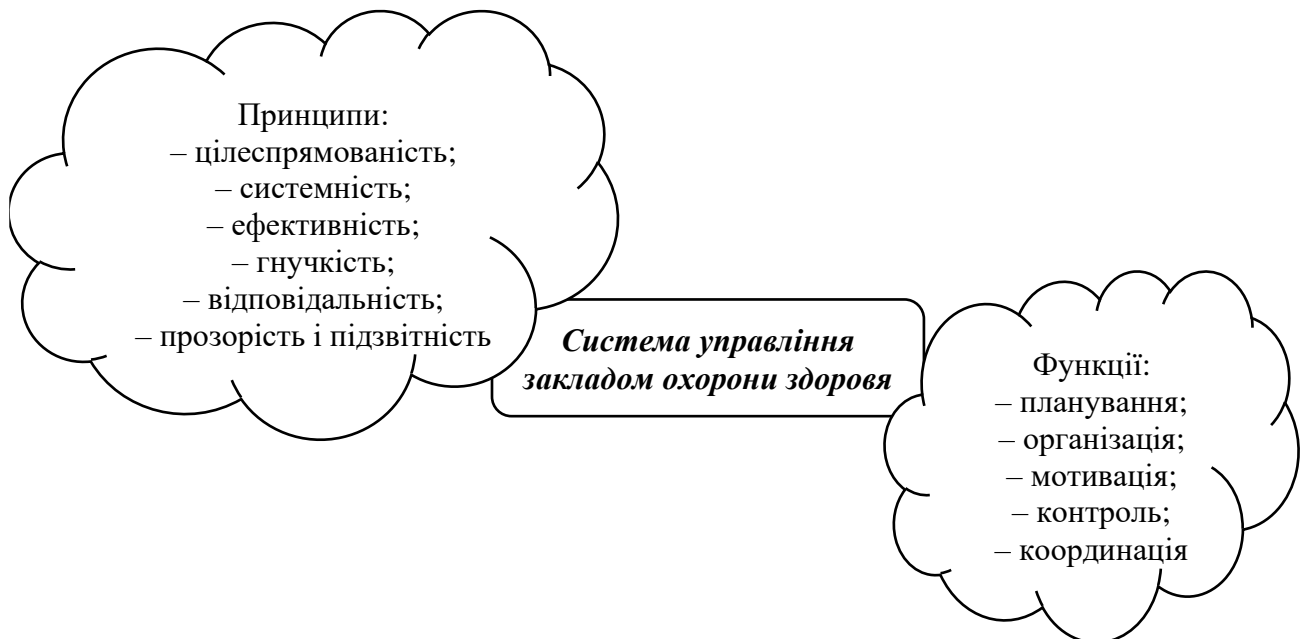 Принципи:
– цілеспрямованість;
– системність;
– ефективність;
– гнучкість;
– відповідальність;
– прозорість і підзвітність
Система управління
закладом охорони здоровя
Функції:
– планування;
– організація;
– мотивація;
– контроль;
– координація